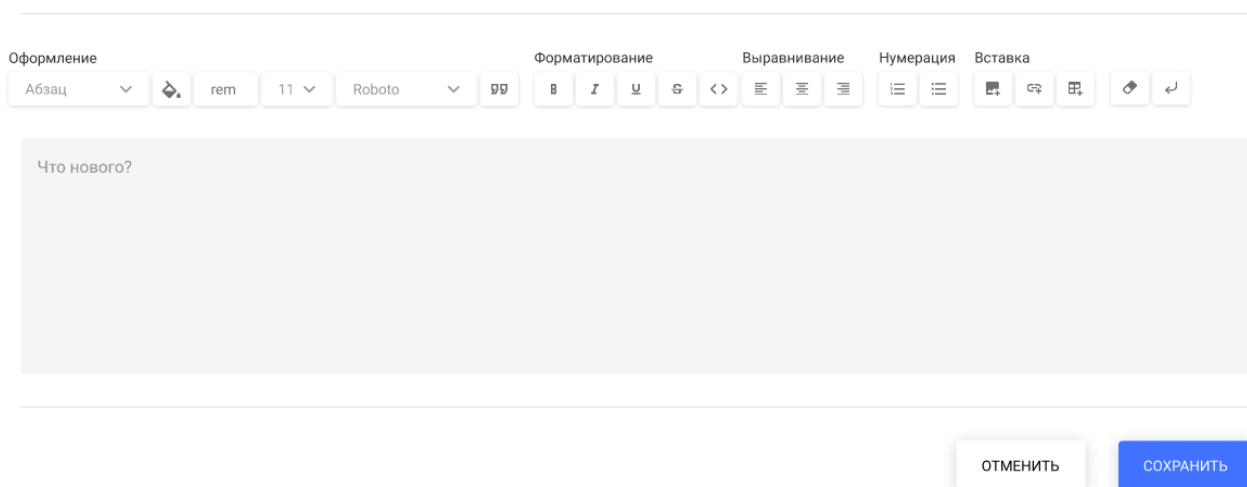 Оформление Форматирование Выравнивание Нумерация Вставка
Абзац rem 11 Roboto B I U S <>
Что нового?
ОТМЕНИТЬ СОХРАНИТЬ